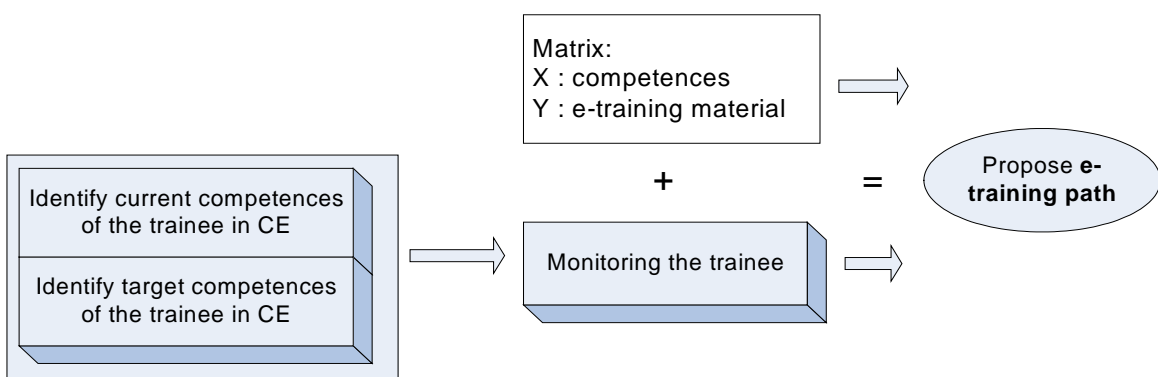 Identify current competences
of the trainee in CE
Identify target competences
of the trainee in CE
Matrix:
X : competences
Y : e-training material
+
Monitoring the trainee
=
Propose e-
training path